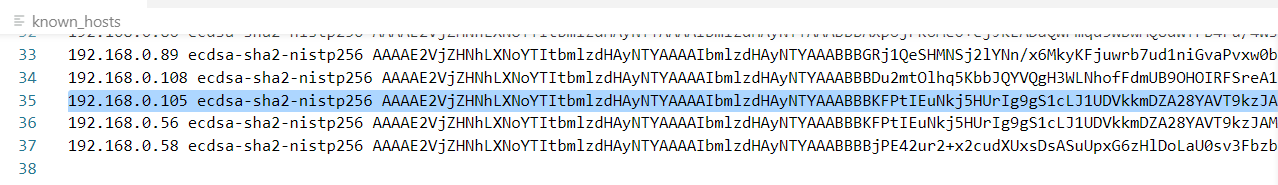 known_hosts
33 192.168.0.89 ecdsa-sha2-nistp256 AAAAE2VjZHNhLXNoYTItbmlzdHAyNTYAAAAIbmlzdHAyNTYAAABBBGRj1QeSHMNSj2lYNn/x6MkyKFjuwrb7ud1niGvaPvxw0b
34 192.168.0.108 ecdsa-sha2-nistp256 AAAAE2VjZHNhLXNoYTItbmlzdHAyNTYAAAAIbmlzdHAyNTYAAABBBDu2mtOlhq5KbbJQYVQgH3WLNhofFdmUB9OHOIRFSreA1
35 192.168.0.105 ecdsa-sha2-nistp256 AAAAE2VjZHNhLXNoYTItbmlzdHAyNTYAAAAIbmlzdHAyNTYAAABBBKFPtIEuNkj5HUrIg9gS1cLJ1UDVkkmDZA28YAVT9kzJA
36 192.168.0.56 ecdsa-sha2-nistp256 AAAAE2VjZHNhLXNoYTItbmlzdHAyNTYAAAAIbmlzdHAyNTYAAABBBKFPtIEuNkj5HUrIg9gS1cLJ1UDVkkmDZA28YAVT9kzJAM
37 192.168.0.58 ecdsa-sha2-nistp256 AAAAE2VjZHNhLXNoYTItbmlzdHAyNTYAAAAIbmlzdHAyNTYAAABBBBjPE42ur2+x2cudXUxsDsASuUpxG6zHlDoLaU0sv3Fbzb
38